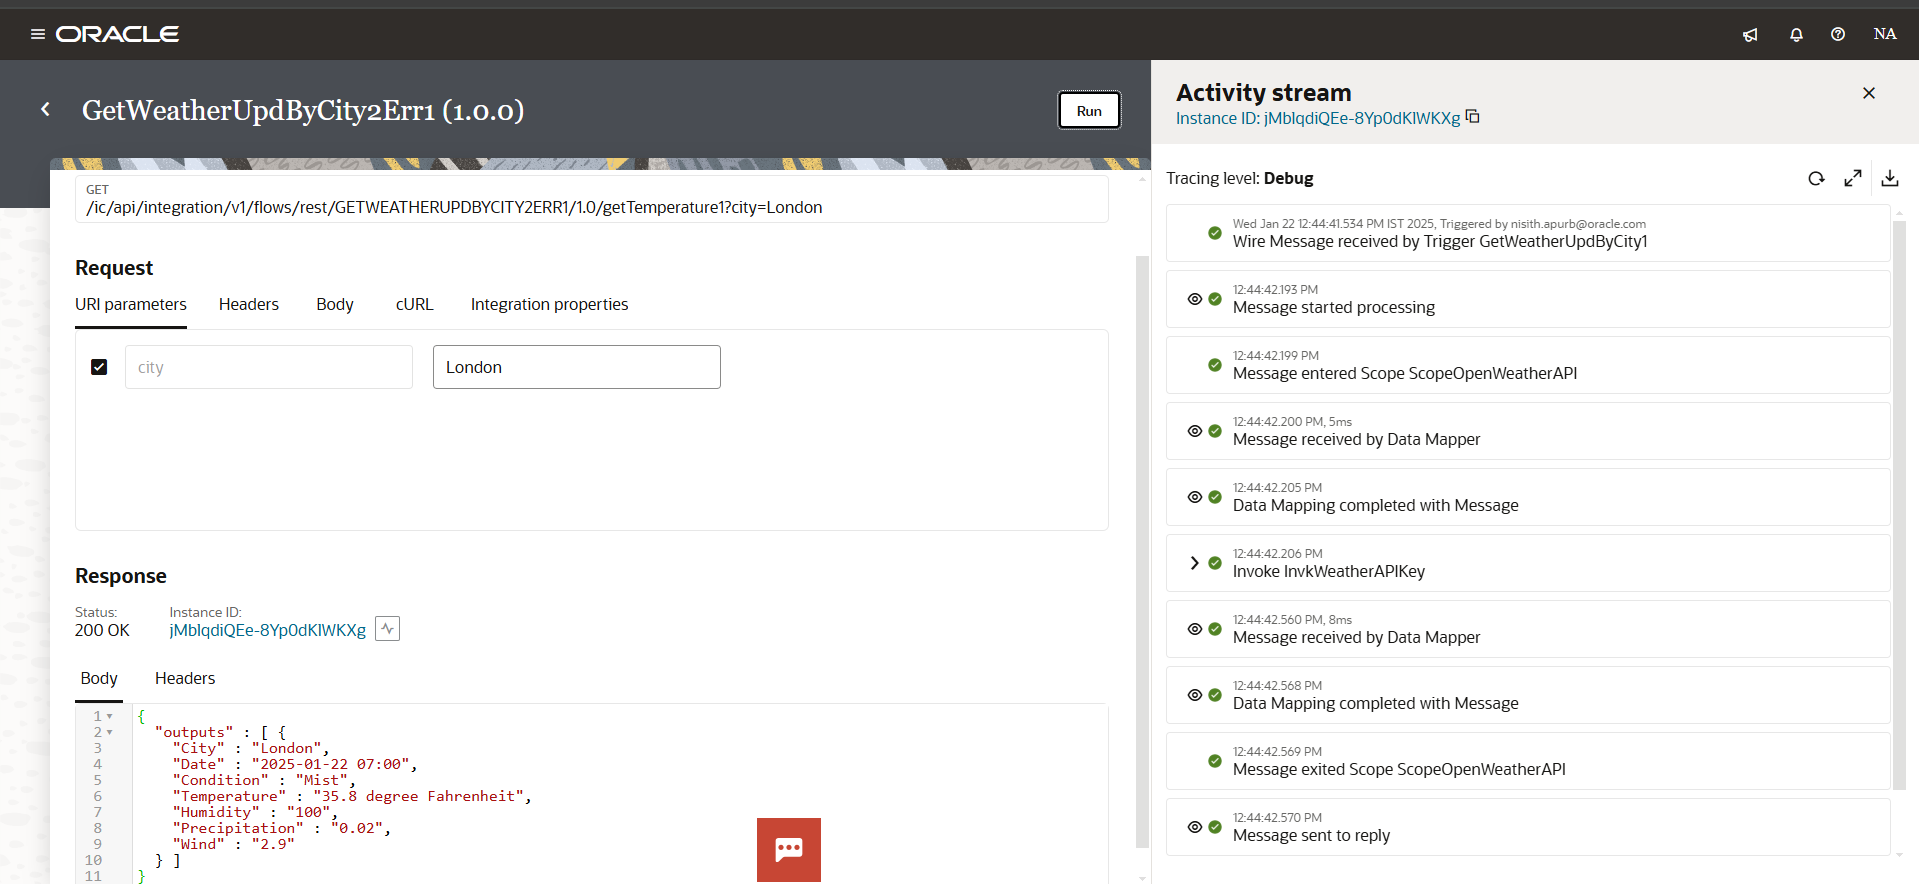 ORACLE
NA
GetWeatherUpdByCity2Err1 (1.0.0)
Run
GET
/ic/api/integration/v1/flows/rest/GETWEATHERUPDBYCITY2ERR1/1.0/getTemperature1?city=London
Request
URI parameters Headers Body cURL Integration properties
city London
Response
Status: Instance ID:
200 OK jMblqdiQEe-8Yp0dKIWKXg
Body Headers
1 {
2 "outputs" : [ {
3 "City" : "London",
4 "Date" : "2025-01-22 07:00",
5 "Condition" : "Mist",
6 "Temperature" : "35.8 degree Fahrenheit",
7 "Humidity" : "100",
8 "Precipitation" : "0.02",
9 "Wind" : "2.9"
10 } ]
11 }
Activity stream
Instance ID: jMblqdiQEe-8Yp0dKIWKXg
Tracing level: Debug
Wed Jan 22 12:44:41.534 PM IST 2025, Triggered by nisith.apurb@oracle.com
Wire Message received by Trigger GetWeatherUpdByCity1
12:44:42.193 PM
Message started processing
12:44:42.199 PM
Message entered Scope ScopeOpenWeatherAPI
12:44:42.200 PM, 5ms
Message received by Data Mapper
12:44:42.205 PM
Data Mapping completed with Message
12:44:42.206 PM
Invoke InvkWeatherAPIKey
12:44:42.560 PM, 8ms
Message received by Data Mapper
12:44:42.568 PM
Data Mapping completed with Message
12:44:42.569 PM
Message exited Scope ScopeOpenWeatherAPI
12:44:42.570 PM
Message sent to reply